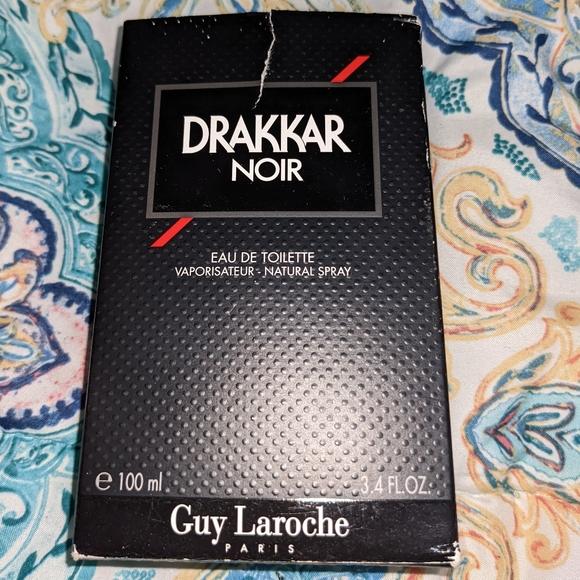 DRAKKAR
NOIR
EAU DE TOILETTE
VAPORISATEUR - NATURAL SPRAY
e 100 ml 3.4 FL.OZ.
Guy Laroche
PARIS